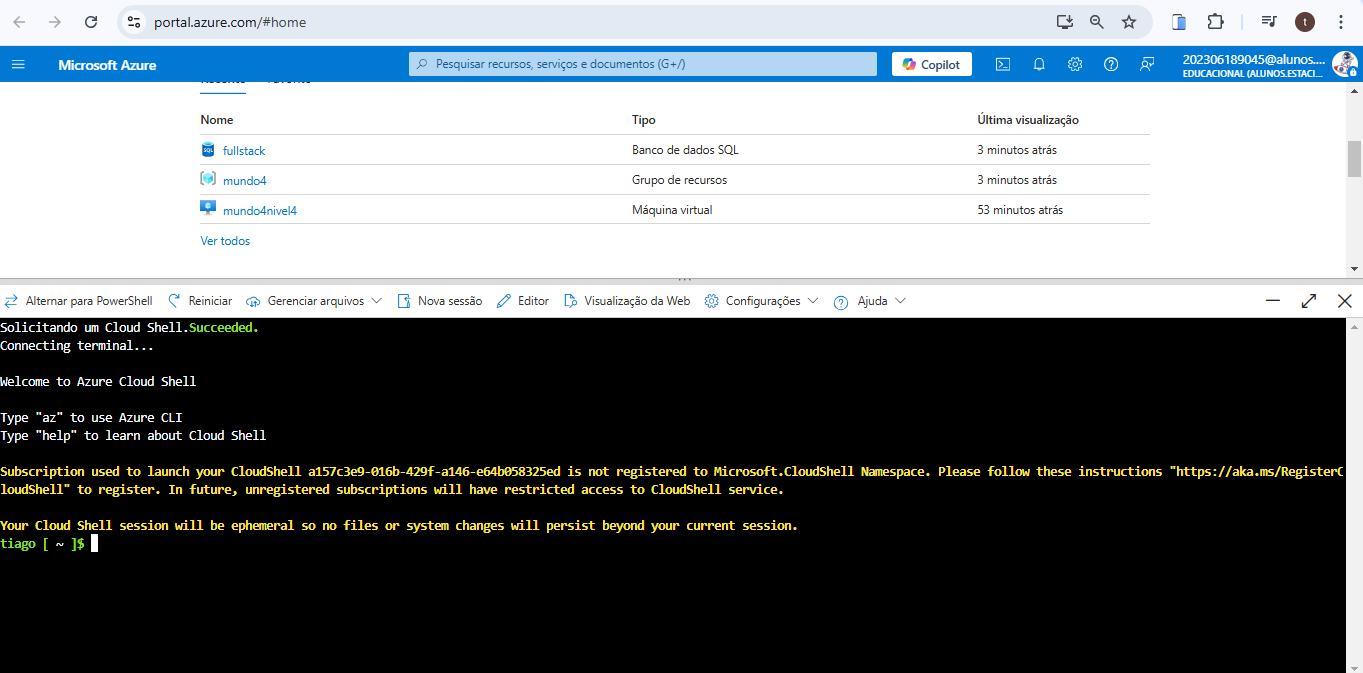 portal.azure.com/#home
t
Microsoft Azure
Pesquisar recursos, serviços e documentos (G+/)
Copilot
202306189045@alunos....
EDUCACIONAL (ALUNOS.ESTACI...
Recente Favorito
Nome Tipo Última visualização
SQL fullstack Banco de dados SQL 3 minutos atrás
mundo4 Grupo de recursos 3 minutos atrás
mundo4nivel4 Máquina virtual 53 minutos atrás
Ver todos
Alternar para PowerShell Reiniciar Gerenciar arquivos Nova sessão Editor Visualização da Web Configurações Ajuda
Solicitando um Cloud Shell.Succeeded.
Connecting terminal...
Welcome to Azure Cloud Shell
Type "az" to use Azure CLI
Type "help" to learn about Cloud Shell
Subscription used to launch your CloudShell a157c3e9-016b-429f-a146-e64b058325ed is not registered to Microsoft.CloudShell Namespace. Please follow these instructions "https://aka.ms/RegisterC
loudShell" to register. In future, unregistered subscriptions will have restricted access to CloudShell service.
Your Cloud Shell session will be ephemeral so no files or system changes will persist beyond your current session.
tiago [ ~ ]$